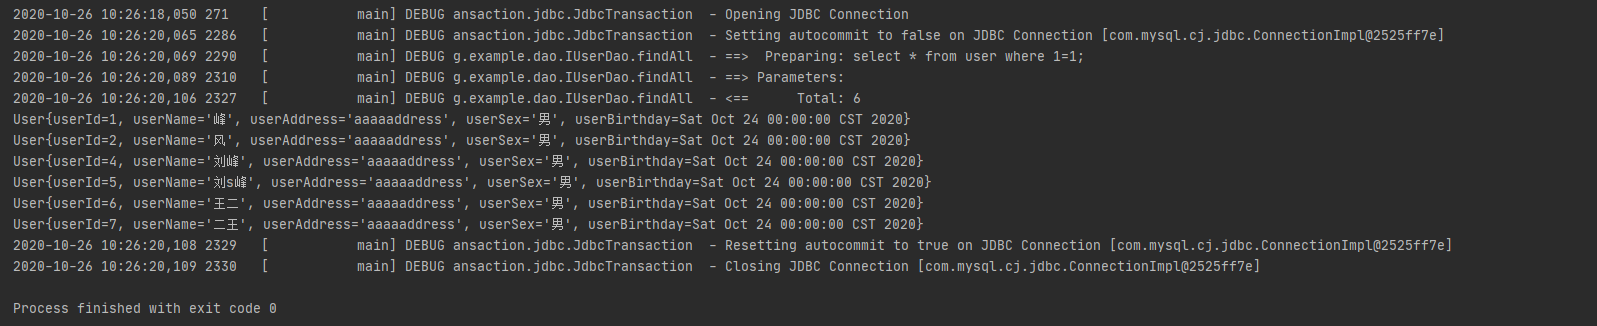 2020-10-26 10:26:18,050 271    [           main] DEBUG ansaction.jdbc.JdbcTransaction  - Opening JDBC Connection
2020-10-26 10:26:20,065 2286   [           main] DEBUG ansaction.jdbc.JdbcTransaction  - Setting autocommit to false on JDBC Connection [com.mysql.cj.jdbc.ConnectionImpl@2525ff7e]
2020-10-26 10:26:20,069 2290   [           main] DEBUG g.example.dao.IUserDao.findAll  - ==>  Preparing: select * from user where 1=1;
2020-10-26 10:26:20,089 2310   [           main] DEBUG g.example.dao.IUserDao.findAll  - ==> Parameters:
2020-10-26 10:26:20,106 2327   [           main] DEBUG g.example.dao.IUserDao.findAll  - <==      Total: 6
User{userId=1, userName='峰', userAddress='aaaaaddress', userSex='男', userBirthday=Sat Oct 24 00:00:00 CST 2020}
User{userId=2, userName='风', userAddress='aaaaaddress', userSex='男', userBirthday=Sat Oct 24 00:00:00 CST 2020}
User{userId=4, userName='刘峰', userAddress='aaaaaddress', userSex='男', userBirthday=Sat Oct 24 00:00:00 CST 2020}
User{userId=5, userName='刘s峰', userAddress='aaaaaddress', userSex='男', userBirthday=Sat Oct 24 00:00:00 CST 2020}
User{userId=6, userName='王二', userAddress='aaaaaddress', userSex='男', userBirthday=Sat Oct 24 00:00:00 CST 2020}
User{userId=7, userName='二王', userAddress='aaaaaddress', userSex='男', userBirthday=Sat Oct 24 00:00:00 CST 2020}
2020-10-26 10:26:20,108 2329   [           main] DEBUG ansaction.jdbc.JdbcTransaction  - Resetting autocommit to true on JDBC Connection [com.mysql.cj.jdbc.ConnectionImpl@2525ff7e]
2020-10-26 10:26:20,109 2330   [           main] DEBUG ansaction.jdbc.JdbcTransaction  - Closing JDBC Connection [com.mysql.cj.jdbc.ConnectionImpl@2525ff7e]
Process finished with exit code 0